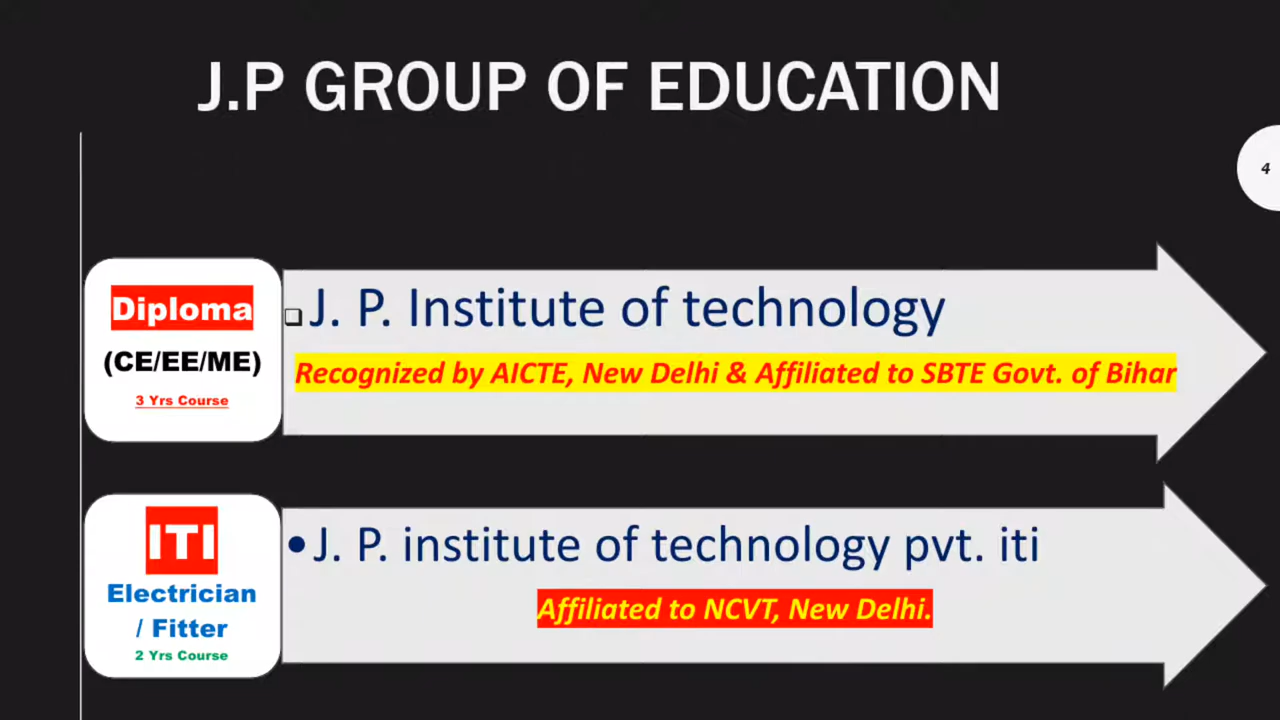 J.P GROUP OF EDUCATION
4
Diploma
(CE/EE/ME)
3 Yrs Course
J. P. Institute of technology
Recognized by AICTE, New Delhi & Affiliated to SBTE Govt. of Bihar
ITI
Electrician
/ Fitter
2 Yrs Course
•J. P. institute of technology pvt. iti
Affiliated to NCVT, New Delhi.